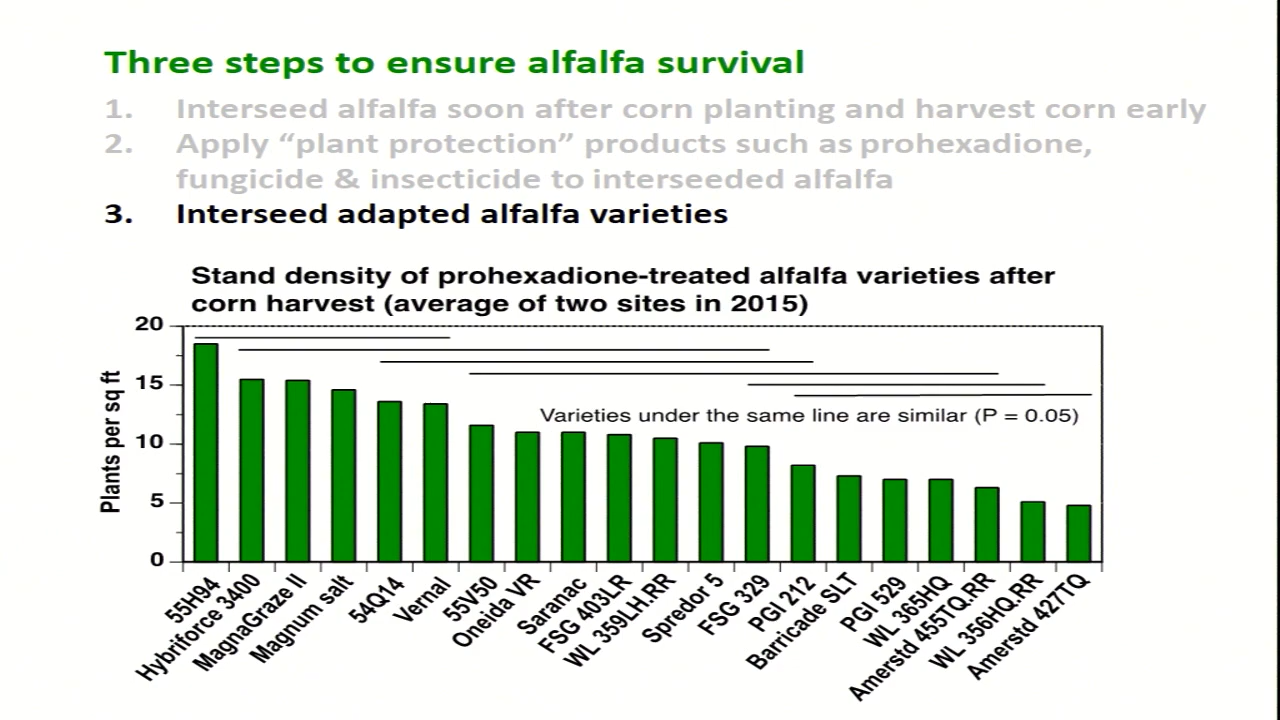 Three steps to ensure alfalfa survival
1. Interseed alfalfa soon after corn planting and harvest corn early
2. Apply “plant protection” products such as prohexadione,
fungicide & insecticide to interseeded alfalfa
3. Interseed adapted alfalfa varieties
Stand density of prohexadione-treated alfalfa varieties after
corn harvest (average of two sites in 2015)
Plants per sq ft
20
15
10
5
0
Varieties under the same line are similar (P = 0.05)
55H94
Hybriforce 3400
MagnaGraze II
Magnum salt
54Q14
Vernal
55V50
Oneida VR
Saranac
FSG 403LR
WL 359LH.RR
Spredor 5
FSG 329
PGI 212
Barricade SLT
PGI 529
WL 365HQ
Amerstd 455TQ.RR
WL 356HQ.RR
Amerstd 427TQ